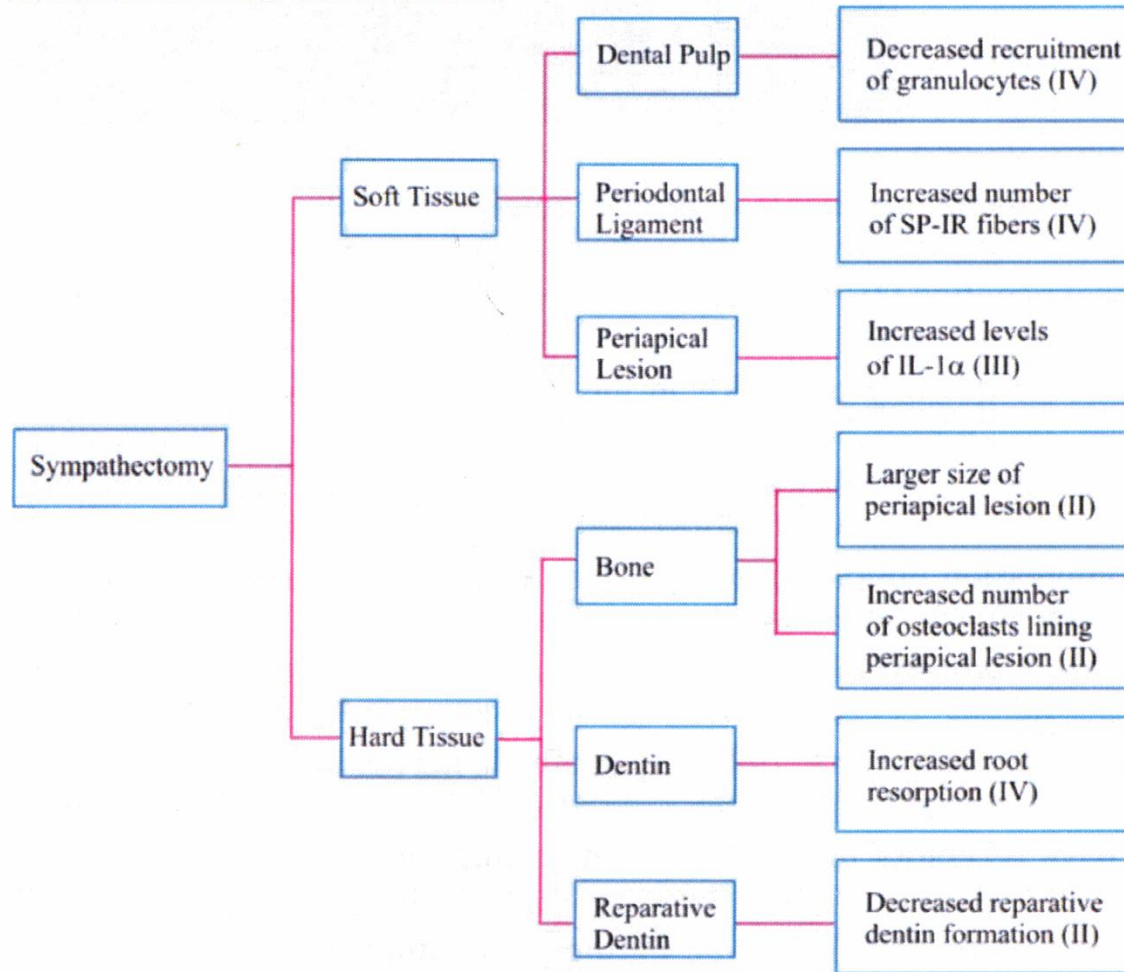 Dental Pulp
Decreased recruitment
of granulocytes (IV)
Soft Tissue
Periodontal
Ligament
Increased number
of SP-IR fibers (IV)
Periapical
Lesion
Increased levels
of IL-1α (III)
Sympathectomy
Bone
Larger size of
periapical lesion (II)
Increased number
of osteoclasts lining
periapical lesion (II)
Hard Tissue
Dentin
Increased root
resorption (IV)
Reparative
Dentin
Decreased reparative
dentin formation (II)